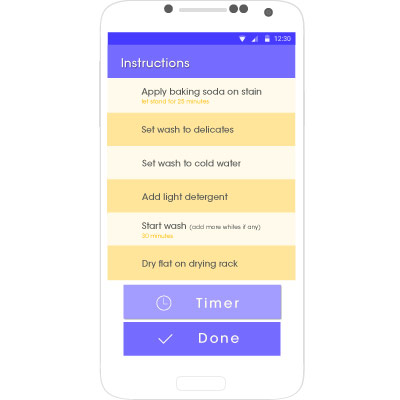 12:30
Instructions
Apply baking soda on stain
let stand for 25 minutes
Set wash to delicates
Set wash to cold water
Add light detergent
Start wash (add more whites if any)
30 minutes
Dry flat on drying rack
Timer
Done